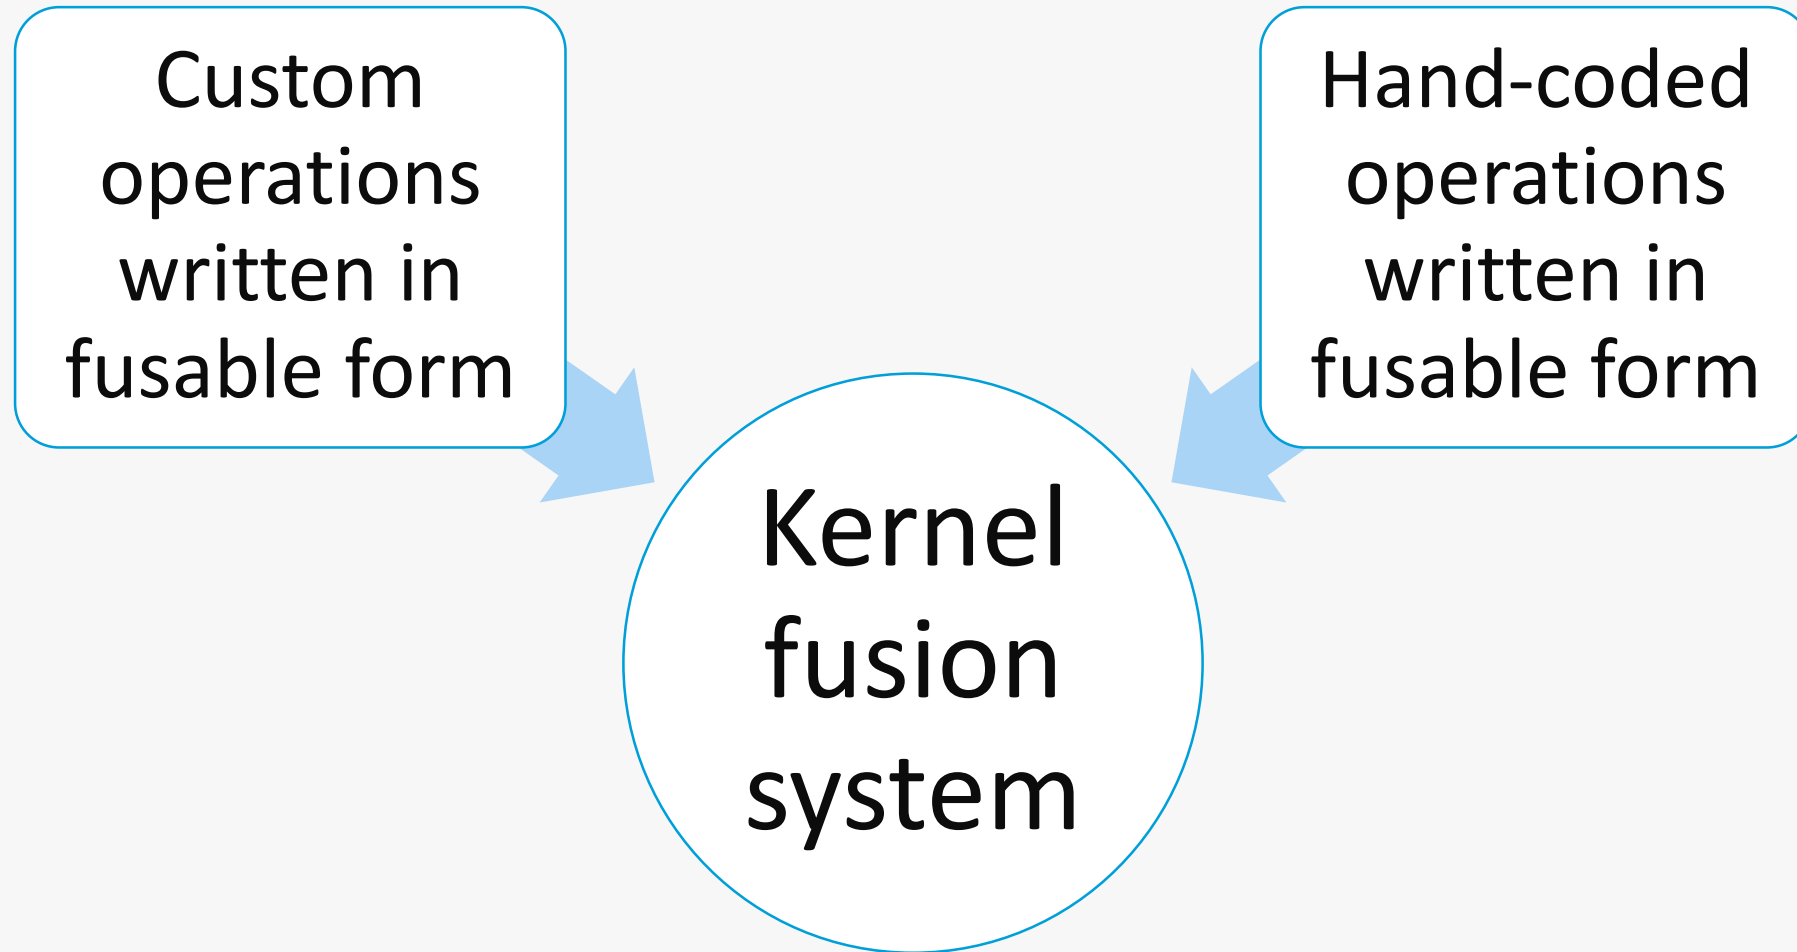 Custom
operations
written in
fusable form
Hand-coded
operations
written in
fusable form
Kernel
fusion
system